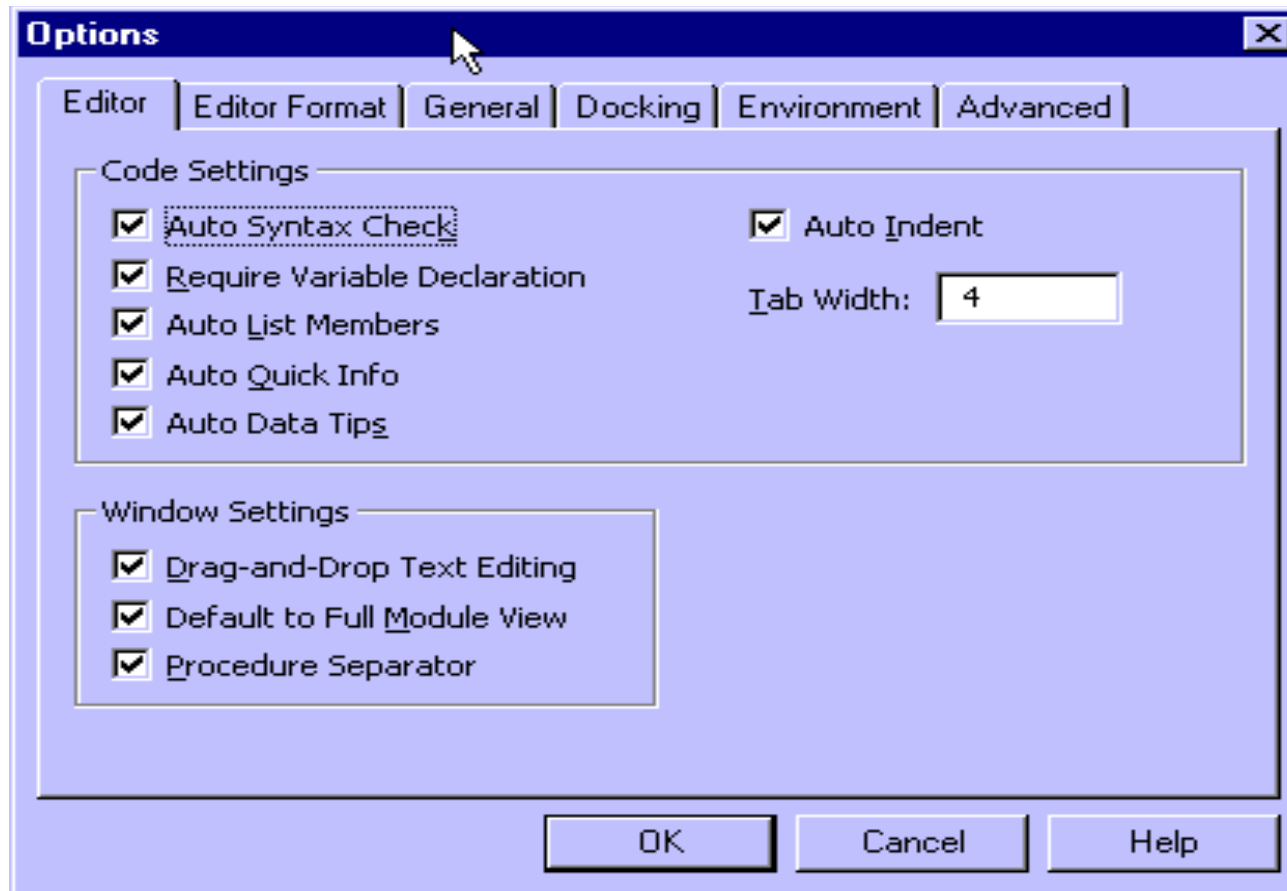 Options
Editor Editor Format General Docking Environment Advanced
Code Settings
Auto Syntax Check
Auto Indent
Require Variable Declaration
Tab Width: 4
Auto List Members
Auto Quick Info
Auto Data Tips
Window Settings
Drag-and-Drop Text Editing
Default to Full Module View
Procedure Separator
OK Cancel Help